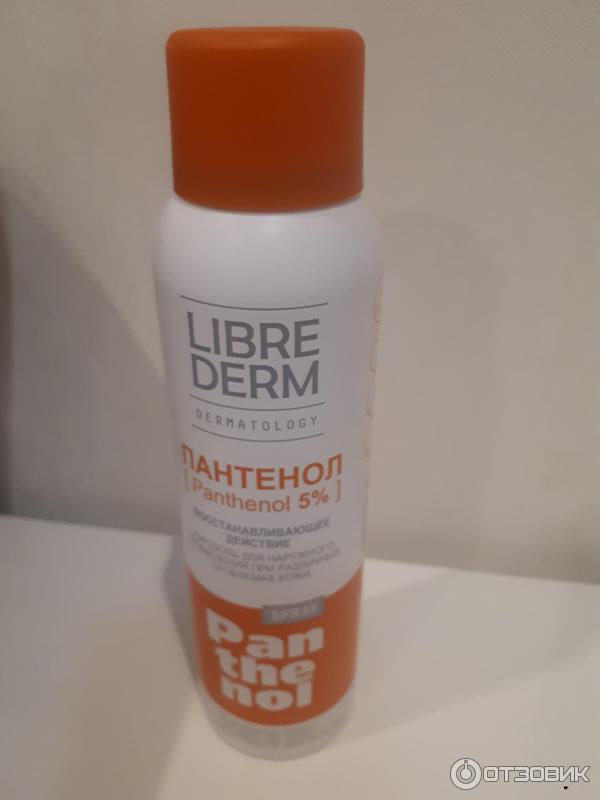 LIBRE
DERM
DERMATOLOGY
ПАНТЕНОЛ
[ Panthenol 5% ]
ВОССТАНАВЛИВАЮЩЕЕ
ДЕЙСТВИЕ
АЭРОЗОЛЬ ДЛЯ НАРУЖНОГО
ПРИМЕНЕНИЯ ПРИ РАЗЛИЧНЫХ
ПРОБЛЕМАХ КОЖИ
SPRAY
Pan
the
nol
ОТЗОВИК